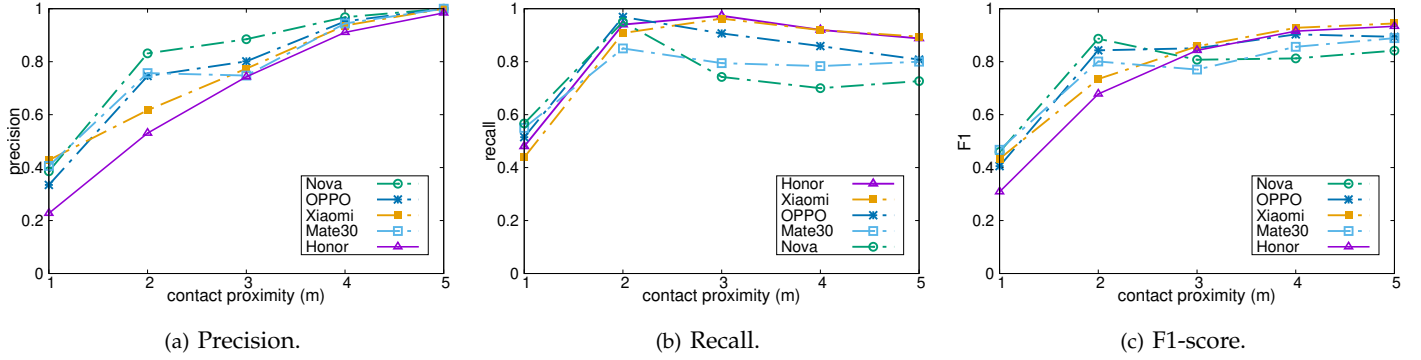 1
0.8
0.6
0.4
0.2
0
precision
1 2 3 4 5
contact proximity (m)
Nova
OPPO
Xiaomi
Mate30
Honor
(a) Precision.
1
0.8
0.6
0.4
0.2
0
recall
1 2 3 4 5
contact proximity (m)
Honor
Xiaomi
OPPO
Mate30
Nova
(b) Recall.
1
0.8
0.6
0.4
0.2
0
F1
1 2 3 4 5
contact proximity (m)
Nova
OPPO
Xiaomi
Mate30
Honor
(c) F1-score.